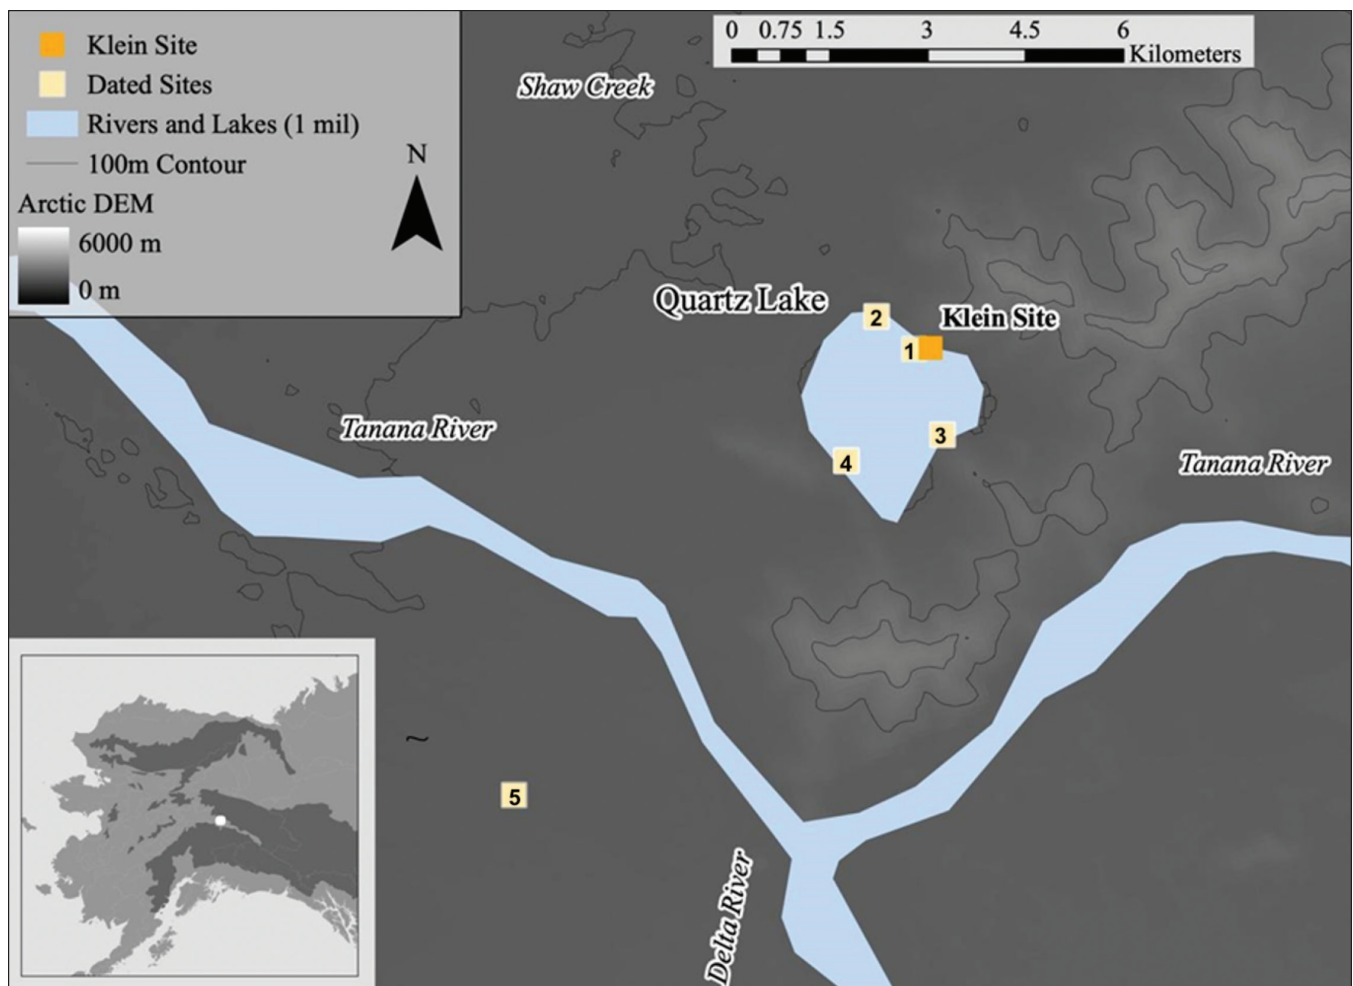 Klein Site
Dated Sites
Rivers and Lakes (1 mil)
100m Contour
Arctic DEM
6000 m
0 m
N
0 0.75 1.5 3 4.5 6
Kilometers
Shaw Creek
Quartz Lake
Klein Site
2
1
3
4
Tanana River
Tanana River
5
~
Delta River